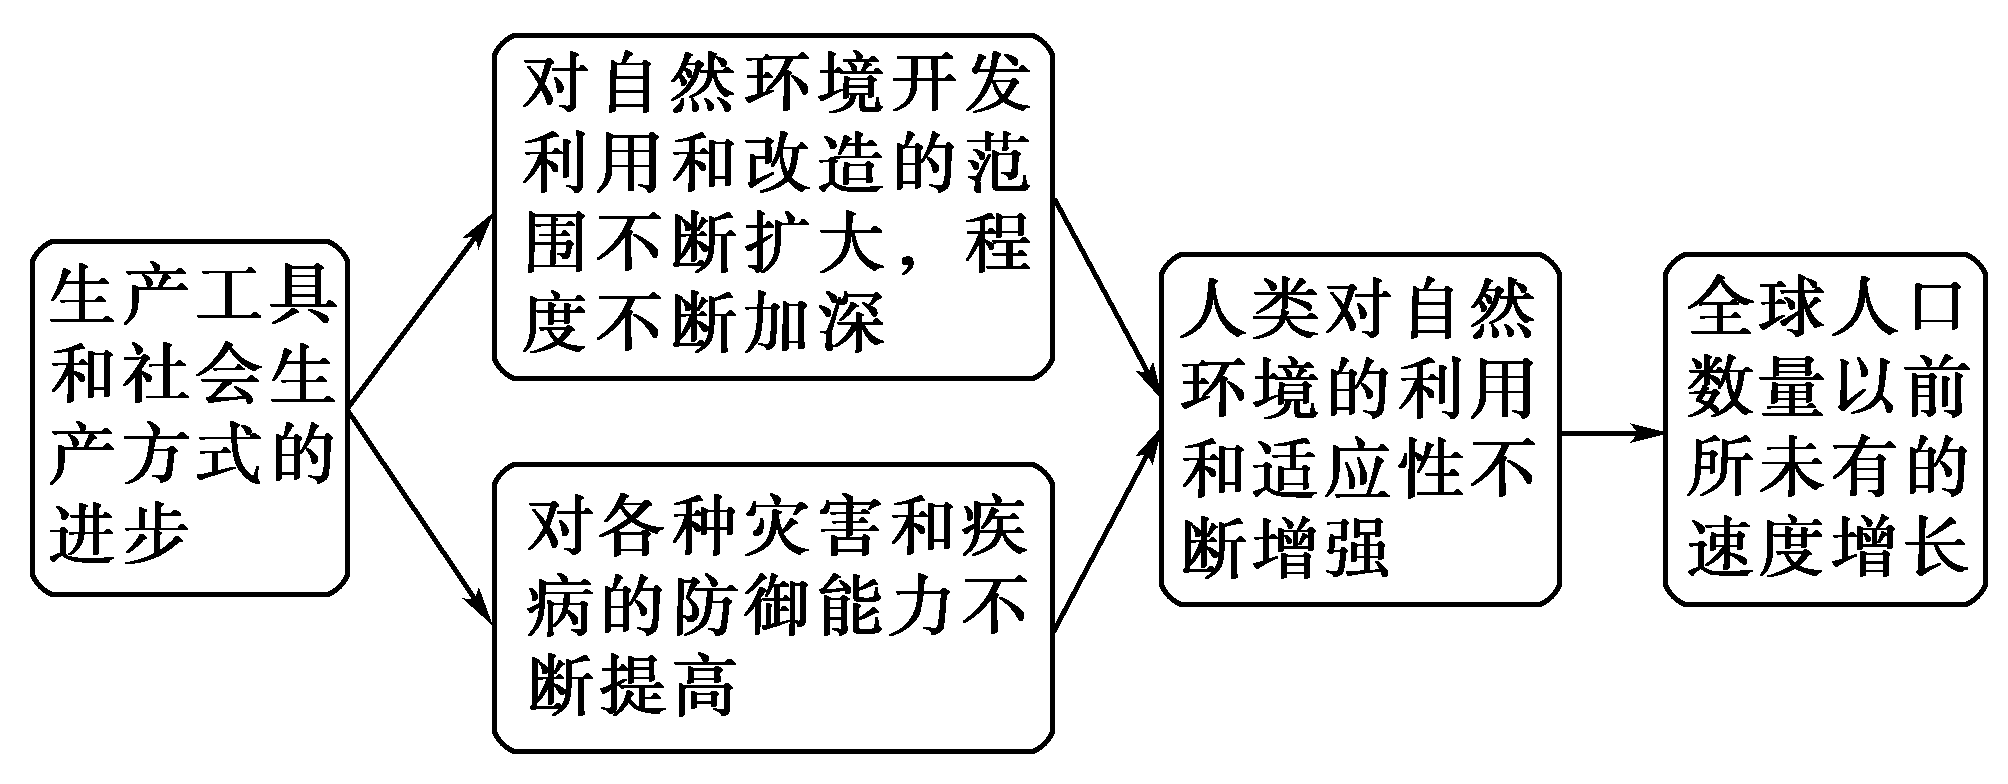 生产工具
和社会生
产方式的
进步
对自然环境开发
利用和改造的范
围不断扩大，程
度不断加深
对各种灾害和疾
病的防御能力不
断提高
人类对自然
环境的利用
和适应性不
断增强
全球人口
数量以前
所未有的
速度增长